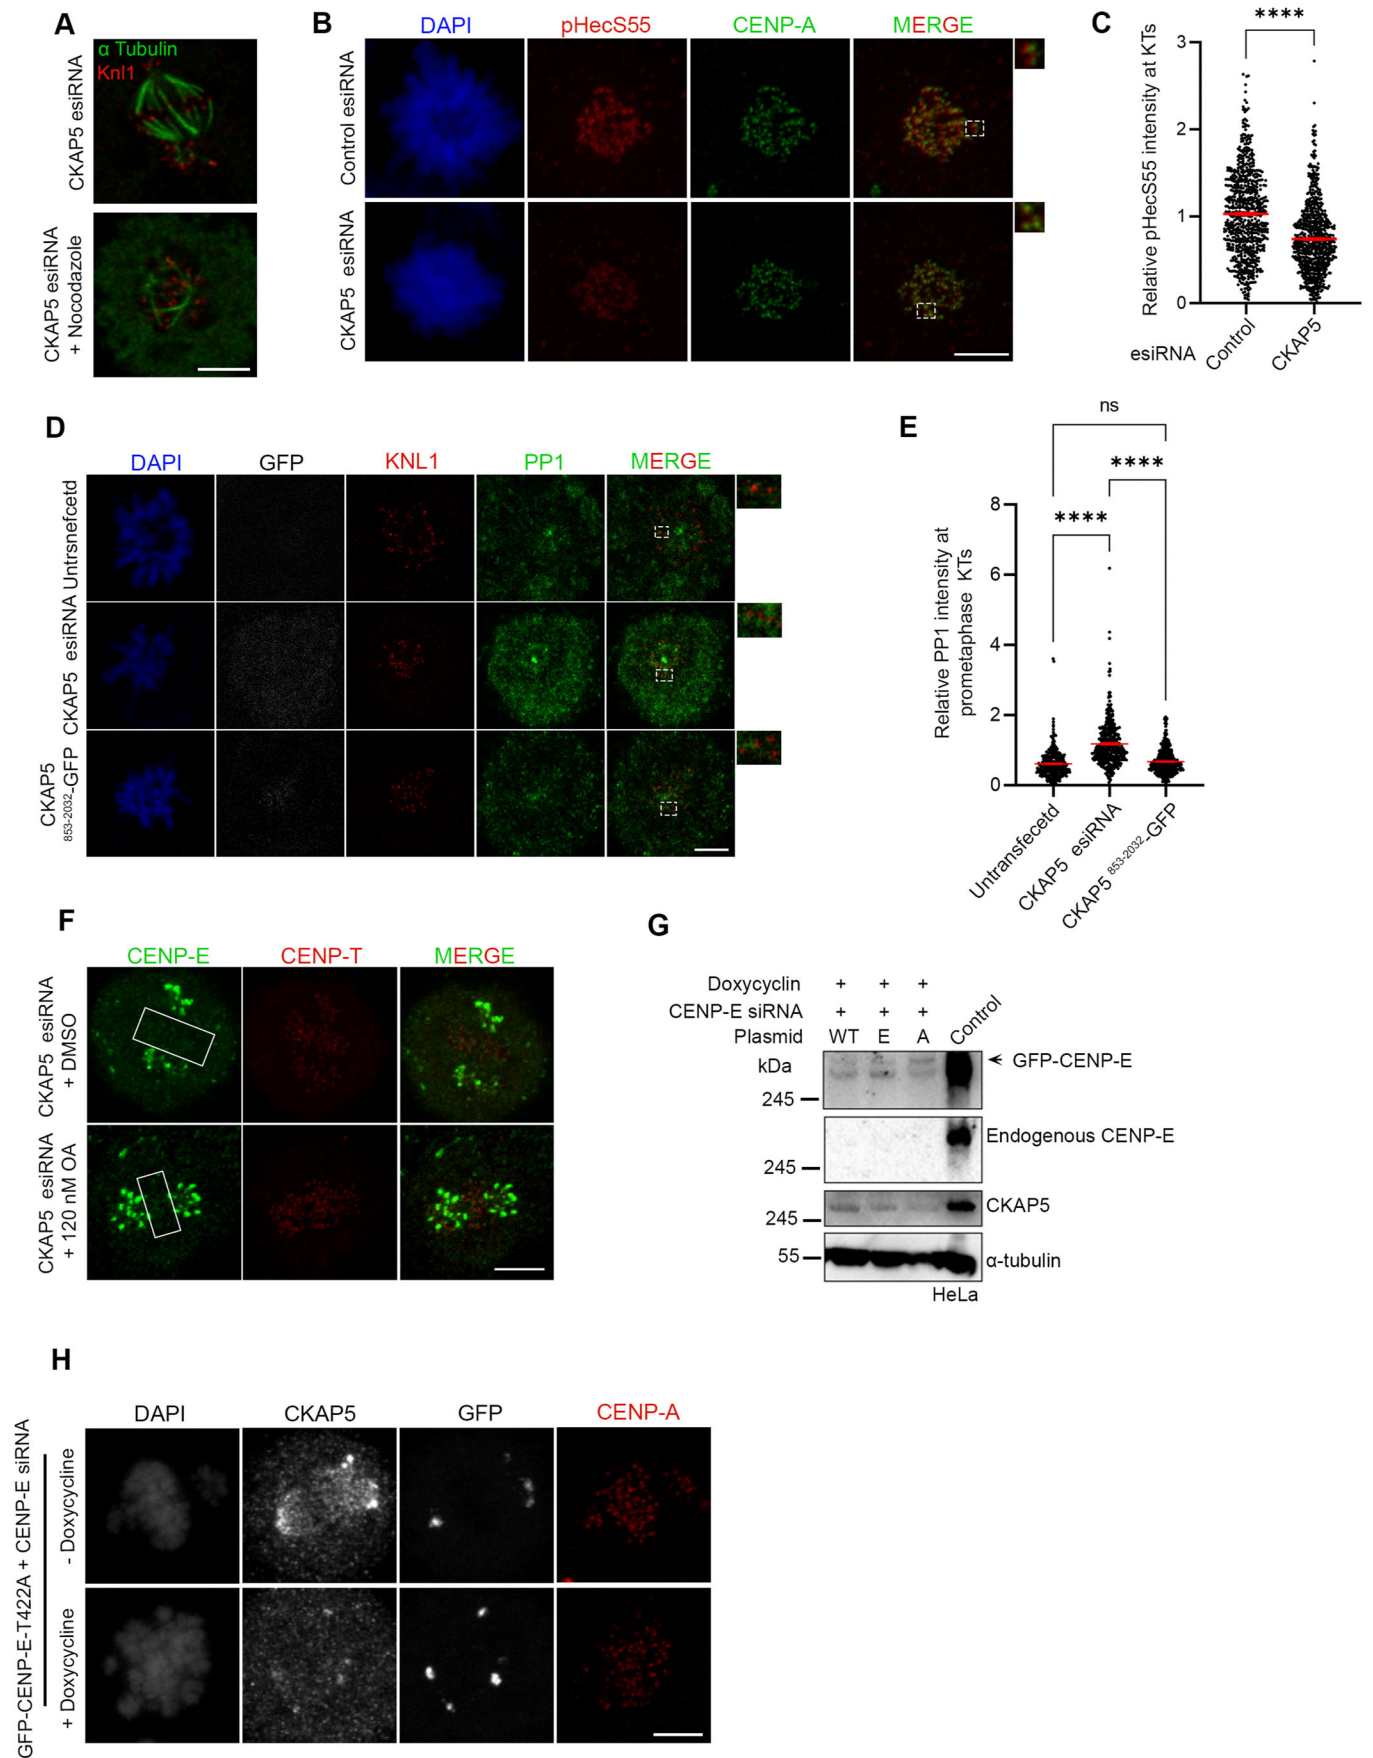 A
α Tubulin
Knl1
CKAP5 esiRNA
CKAP5 esiRNA
+ Nocodazole
B
DAPI
pHecS55
CENP-A
MERGE
Control esiRNA
CKAP5 esiRNA
C
****
Relative pHecS55 intensity at KTs
3
2
1
0
esiRNA
Control
CKAP5
D
DAPI
GFP
KNL1
PP1
MERGE
Untrsnefcetd
CKAP5 esiRNA
CKAP5
853-2032-GFP
E
ns
****
****
Relative PP1 intensity at
prometaphase KTs
8
6
4
2
0
Untransfecetd
CKAP5 esiRNA
CKAP5 853-2032-GFP
F
CENP-E
CENP-T
MERGE
CKAP5 esiRNA
+ DMSO
CKAP5 esiRNA
+ 120 nM OA
G
Doxycyclin + + +
CENP-E siRNA + + +
Plasmid WT E A Control
kDa
GFP-CENP-E
245
Endogenous CENP-E
245
CKAP5
245
55
α-tubulin
HeLa
H
DAPI
CKAP5
GFP
CENP-A
GFP-CENP-E-T422A + CENP-E siRNA
- Doxycycline
+ Doxycycline